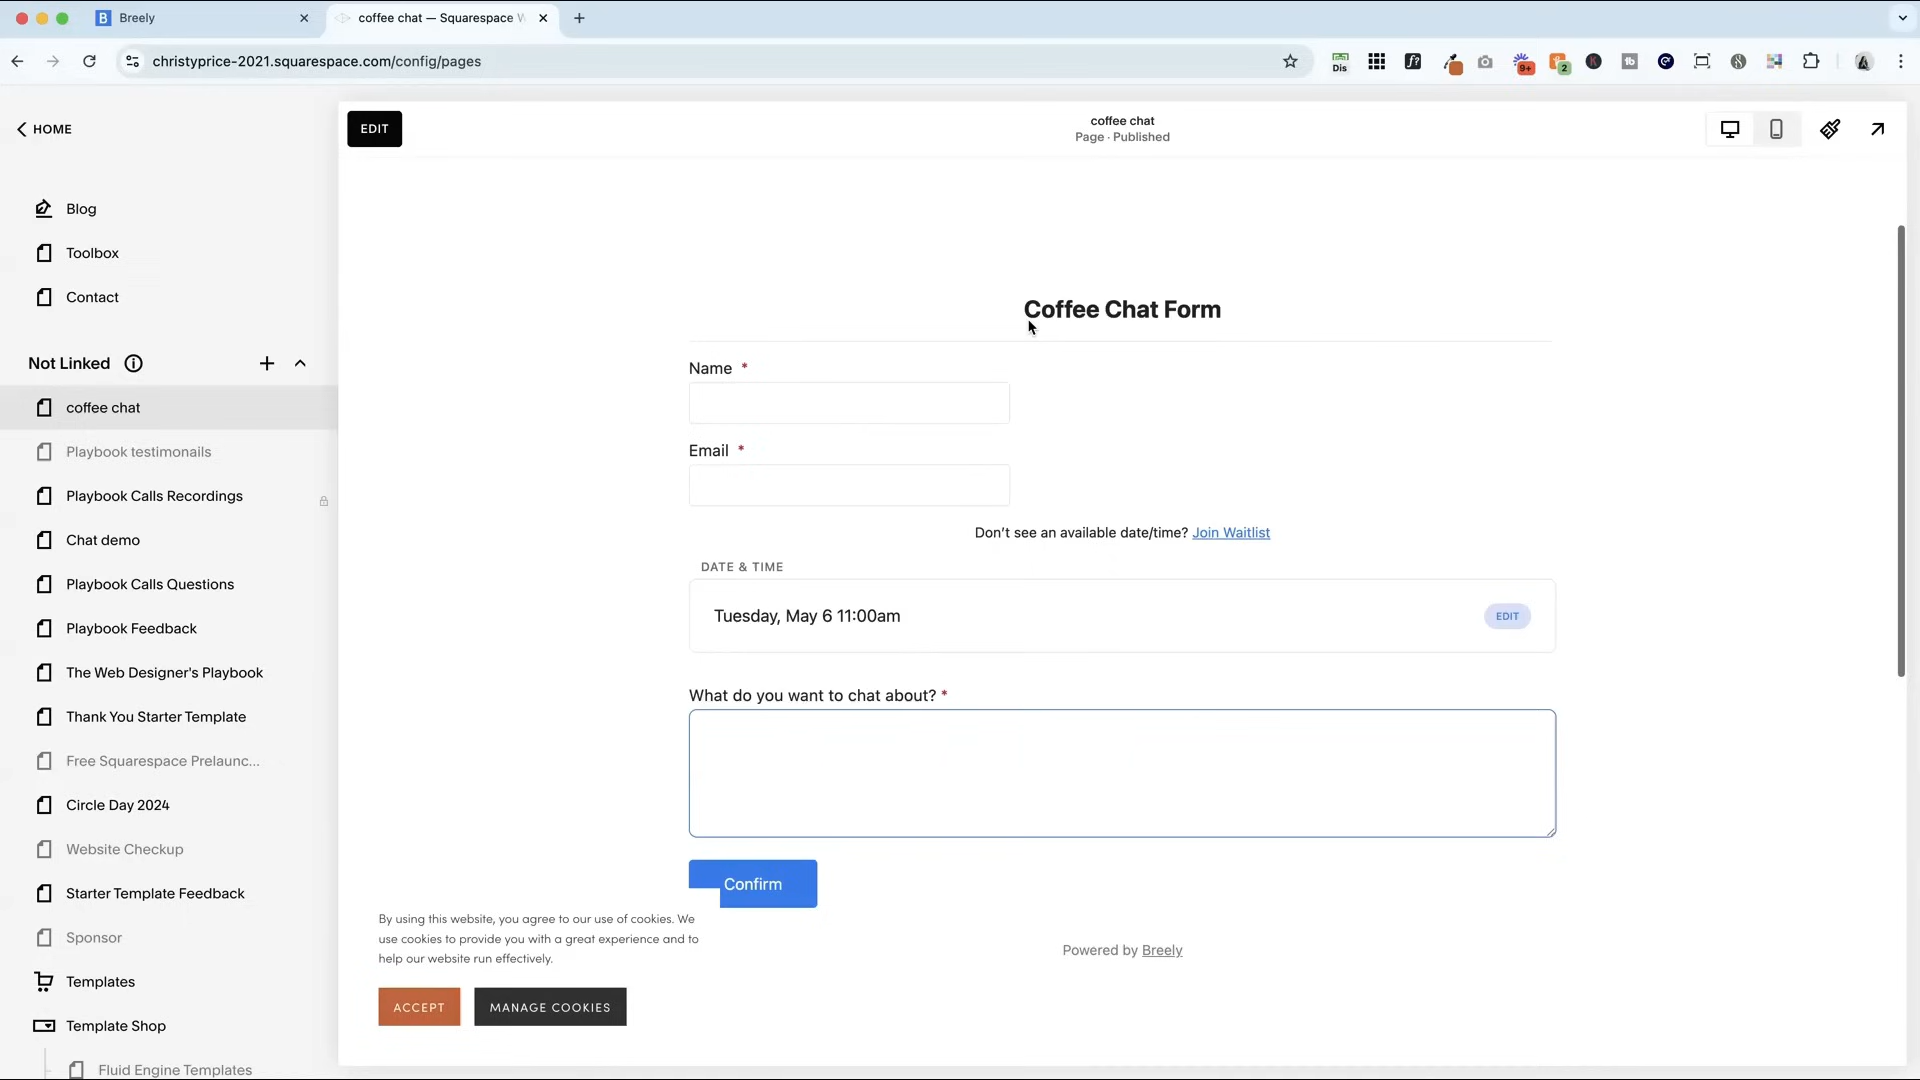 Breely
coffee chat — Squarespace W
christyprice-2021.squarespace.com/config/pages
Dis
f?
9+
2
K
HOME
EDIT
coffee chat
Page · Published
Blog
Toolbox
Contact
Not Linked
coffee chat
Playbook testimonails
Playbook Calls Recordings
Chat demo
Playbook Calls Questions
Playbook Feedback
The Web Designer's Playbook
Thank You Starter Template
Free Squarespace Prelaunc...
Circle Day 2024
Website Checkup
Starter Template Feedback
Sponsor
Templates
Template Shop
Fluid Engine Templates
Coffee Chat Form
Name *
Email *
Don't see an available date/time? Join Waitlist
DATE & TIME
Tuesday, May 6 11:00am
EDIT
What do you want to chat about? *
Confirm
By using this website, you agree to our use of cookies. We
use cookies to provide you with a great experience and to
help our website run effectively.
ACCEPT
MANAGE COOKIES
Powered by Breely